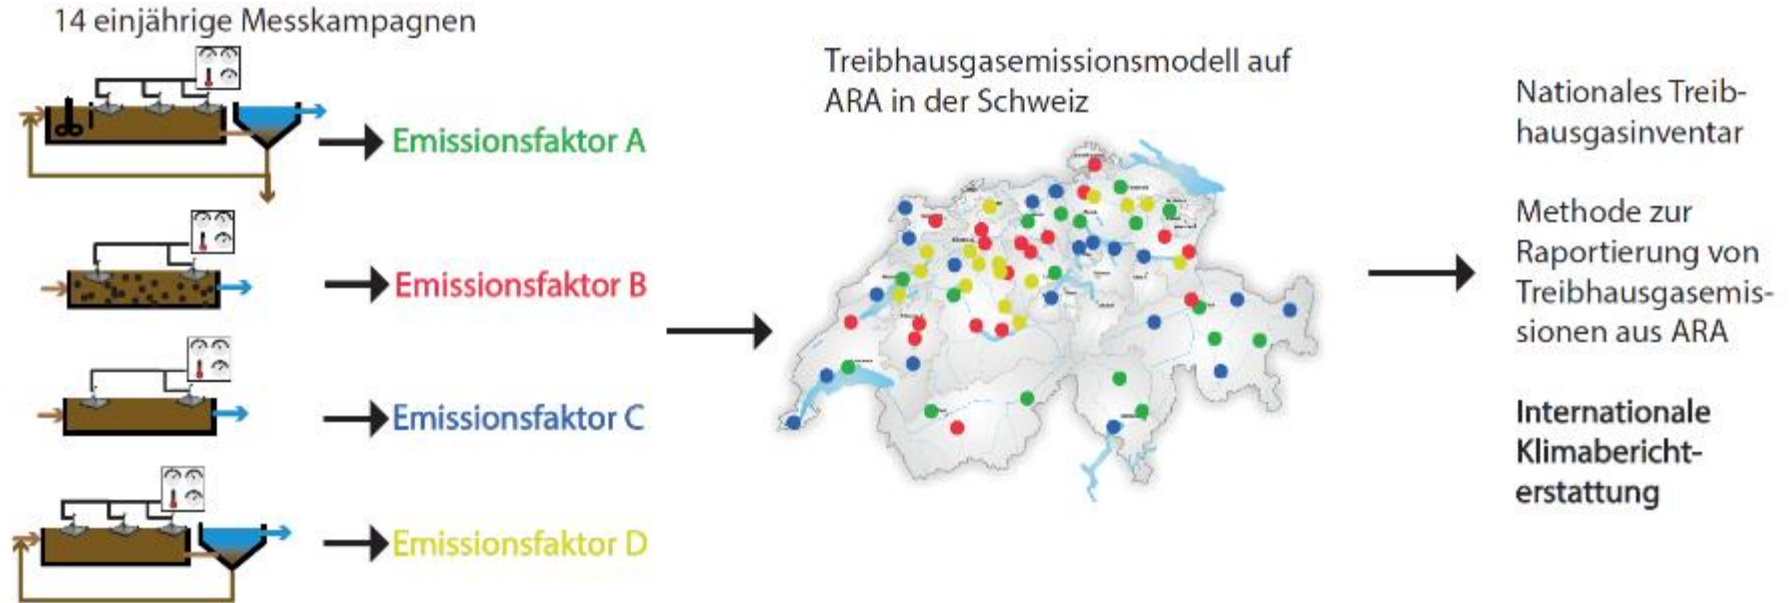 14 einjährige Messkampagnen
Emissionsfaktor A
Emissionsfaktor B
Emissionsfaktor C
Emissionsfaktor D
Treibhausgasemissionsmodell auf
ARA in der Schweiz
Nationales Treib-
hausgasinventar
Methode zur
Raportierung von
Treibhausgasemis-
sionen aus ARA
Internationale
Klimabericht-
erstattung